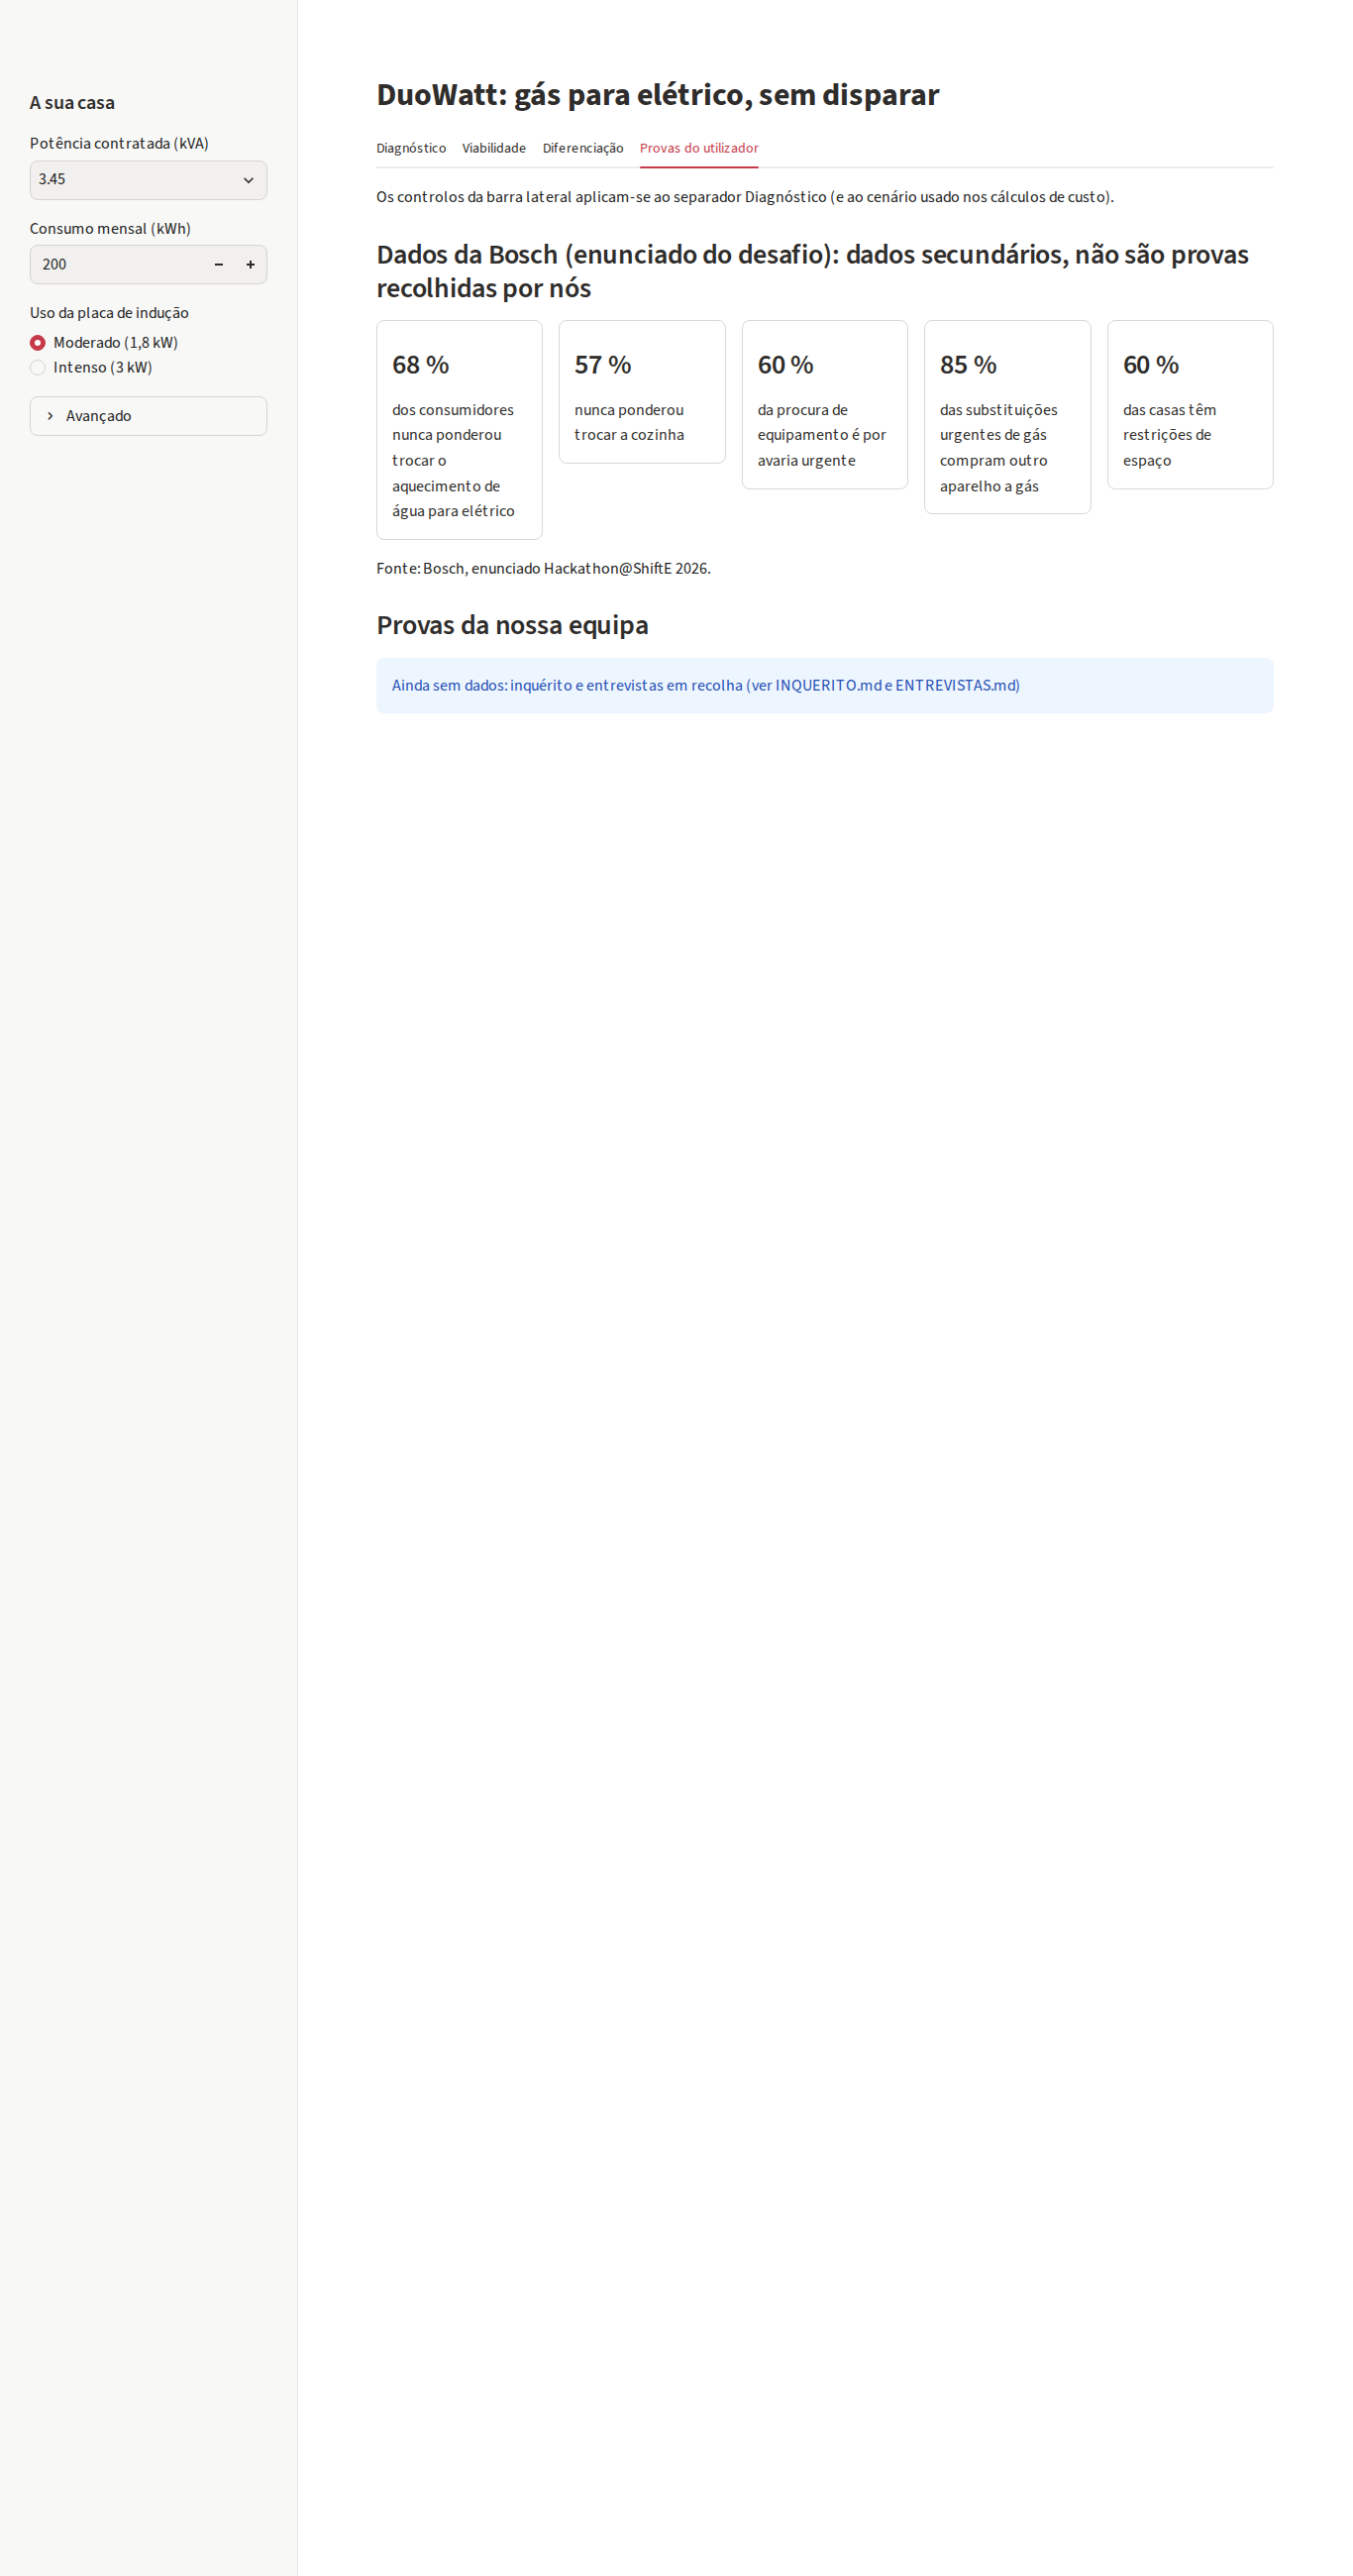 A sua casa
Potência contratada (kVA)
3.45
Consumo mensal (kWh)
200
Uso da placa de indução
Moderado (1,8 kW)
Intenso (3 kW)
Avançado
DuoWatt: gás para elétrico, sem disparar
Diagnóstico Viabilidade Diferenciação Provas do utilizador
Os controlos da barra lateral aplicam-se ao separador Diagnóstico (e ao cenário usado nos cálculos de custo).
Dados da Bosch (enunciado do desafio): dados secundários, não são provas
recolhidas por nós
68 %
dos consumidores
nunca ponderou
trocar o
aquecimento de
água para elétrico
57 %
nunca ponderou
trocar a cozinha
60 %
da procura de
equipamento é por
avaria urgente
85 %
das substituições
urgentes de gás
compram outro
aparelho a gás
60 %
das casas têm
restrições de
espaço
Fonte: Bosch, enunciado Hackathon@ShiftE 2026.
Provas da nossa equipa
Ainda sem dados: inquérito e entrevistas em recolha (ver INQUERITO.md e ENTREVISTAS.md)